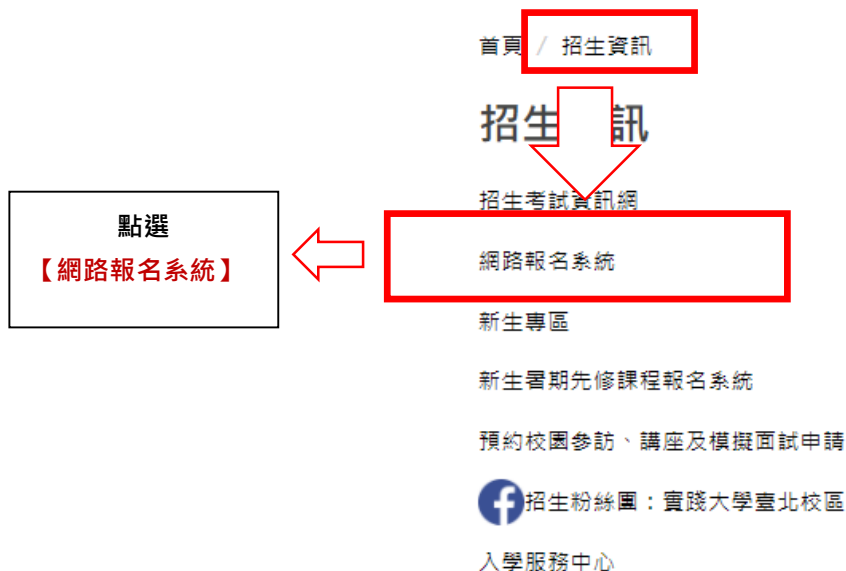 首頁 / 招生資訊
招生 訊
招生考試資訊網
點選
【網路報名系統】
網路報名系統
新生專區
新生暑期先修課程報名系統
預約校園參訪、講座及模擬面試申請
招生粉絲團：實踐大學臺北校區
入學服務中心